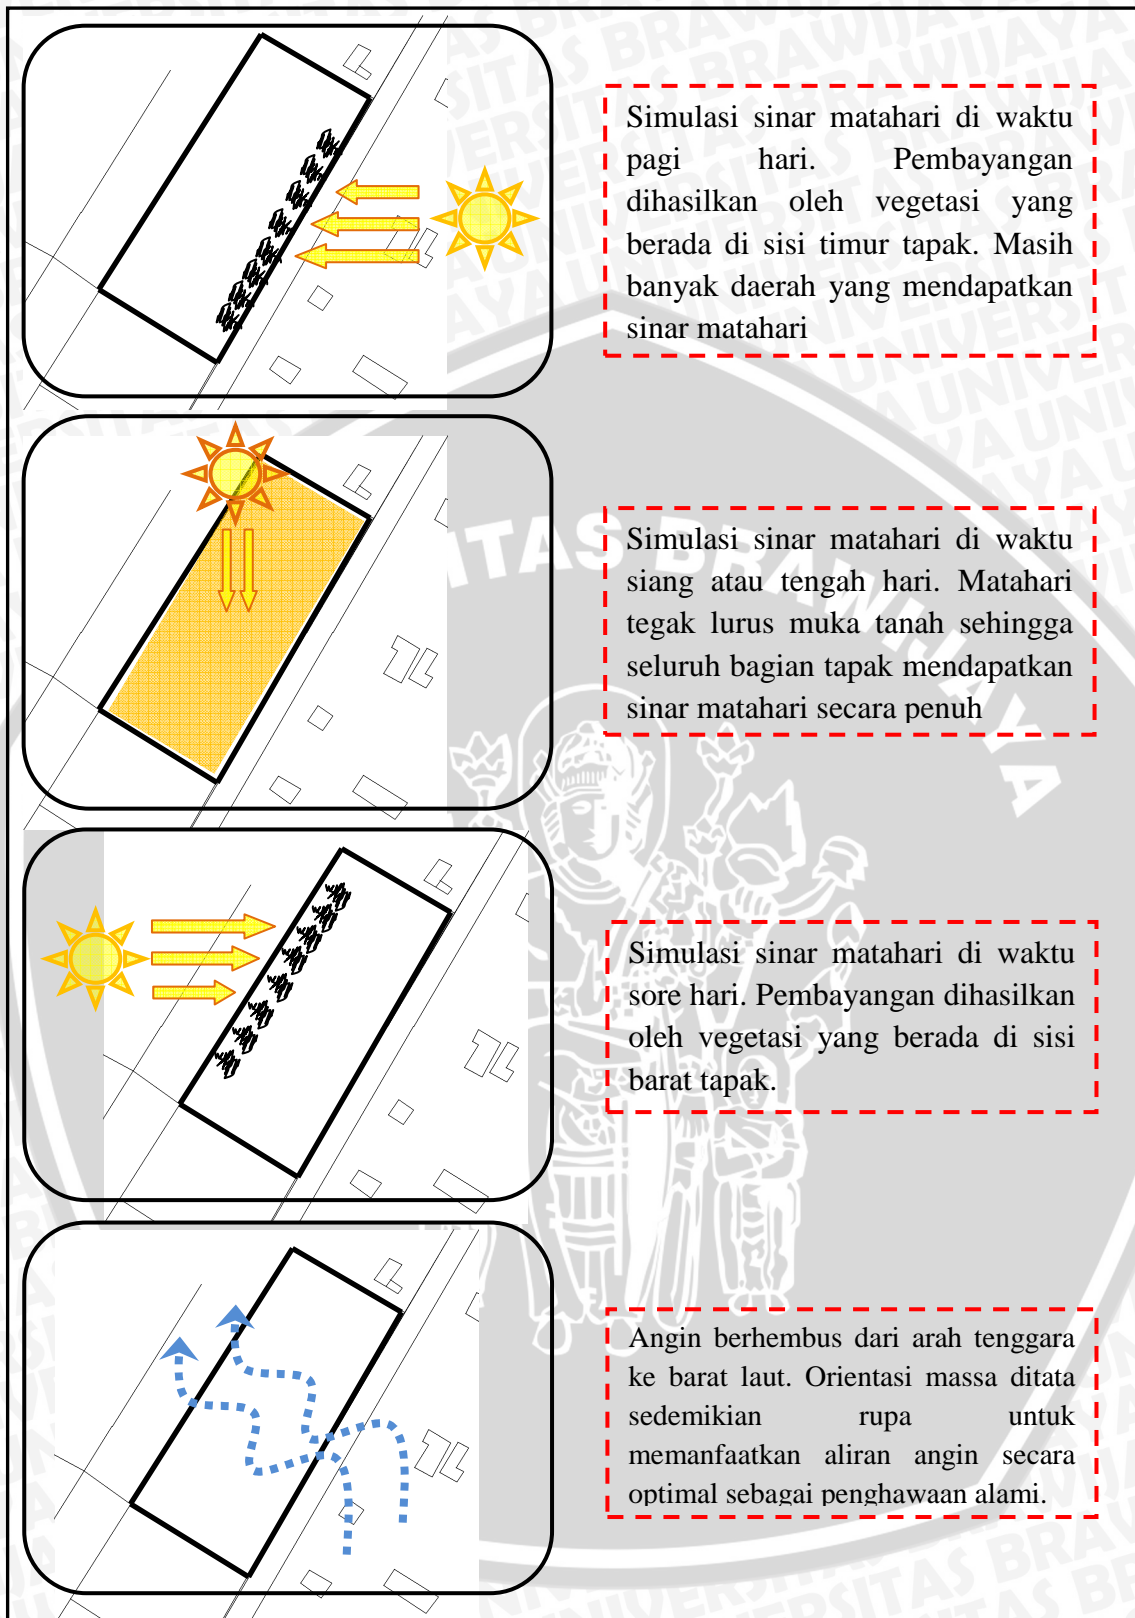 Simulasi sinar matahari di waktu
pagi hari. Pembayangan
dihasilkan oleh vegetasi yang
berada di sisi timur tapak. Masih
banyak daerah yang mendapatkan
sinar matahari
Simulasi sinar matahari di waktu
siang atau tengah hari. Matahari
tegak lurus muka tanah sehingga
seluruh bagian tapak mendapatkan
sinar matahari secara penuh
Simulasi sinar matahari di waktu
sore hari. Pembayangan dihasilkan
oleh vegetasi yang berada di sisi
barat tapak.
Angin berhembus dari arah tenggara
ke barat laut. Orientasi massa ditata
sedemikian rupa untuk
memanfaatkan aliran angin secara
optimal sebagai penghawaan alami.
ITAS BRAWIJAYA